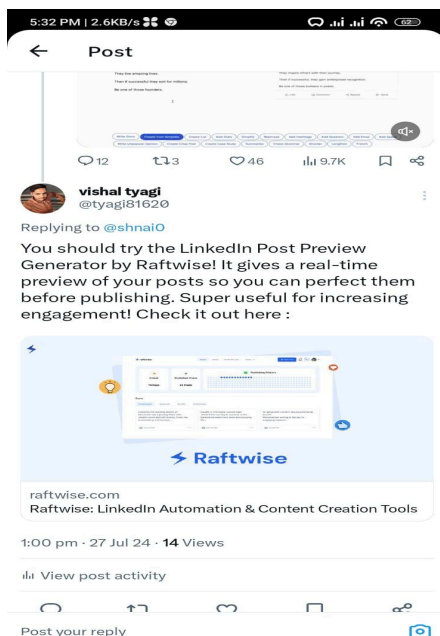 5:32 PM | 2.6KB/s
62
Post
They live amazing lives.
Then if successful they exit for millions.
Be one of those founders.
12
3
46
9.7K
vishal tyagi
@tyagi81620
Replying to @shnai0
You should try the LinkedIn Post Preview
Generator by Raftwise! It gives a real-time
preview of your posts so you can perfect them
before publishing. Super useful for increasing
engagement! Check it out here :
Raftwise
raftwise.com
Raftwise: LinkedIn Automation & Content Creation Tools
1:00 pm · 27 Jul 24 · 14 Views
View post activity
Post your reply